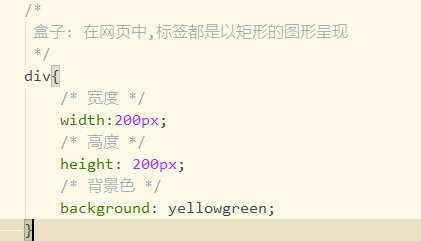 /*
盒子: 在网页中,标签都是以矩形的图形呈现
*/
div{
/* 宽度 */
width:200px;
/* 高度 */
height: 200px;
/* 背景色 */
background: yellowgreen;
}